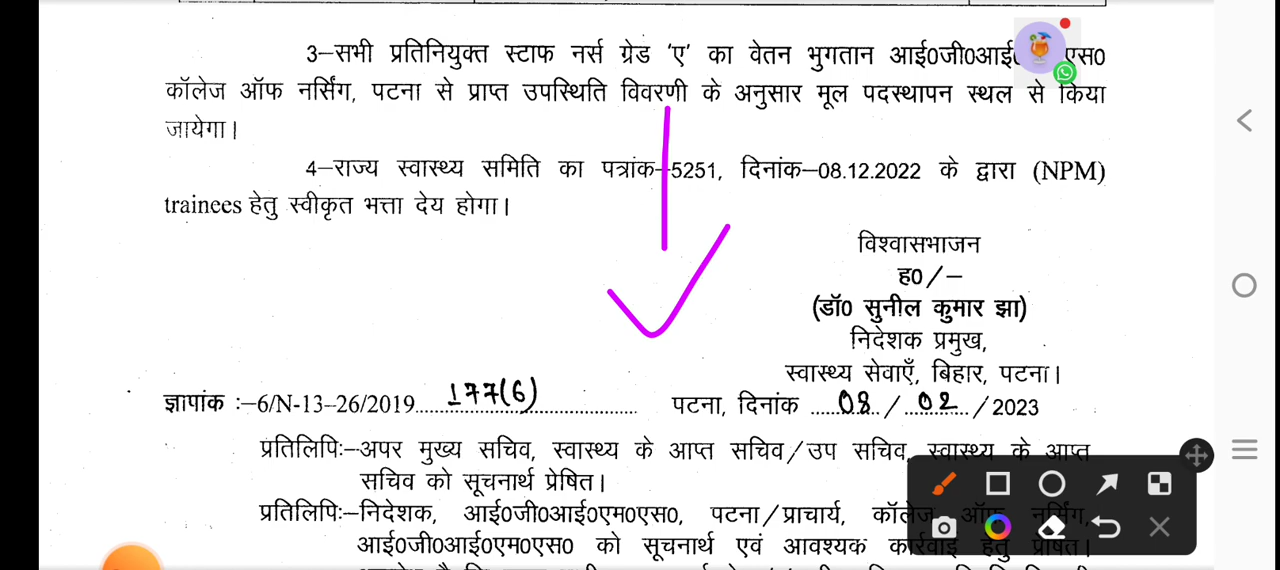 3–सभी प्रतिनियुक्त स्टाफ नर्स ग्रेड 'ए' का वेतन भुगतान आई0जी0आई0 एस0
कॉलेज ऑफ नर्सिंग, पटना से प्राप्त उपस्थिति विवरणी के अनुसार मूल पदस्थापन स्थल से किया
जायेगा।
4–राज्य स्वास्थ्य समिति का पत्रांक–5251, दिनांक–08.12.2022 के द्वारा (NPM)
trainees हेतु स्वीकृत भत्ता देय होगा।
विश्वासभाजन
ह0/–
(डॉ0 सुनील कुमार झा)
निदेशक प्रमुख,
स्वास्थ्य सेवाएँ, बिहार, पटना।
ज्ञापांक :–6/N-13–26/2019 177(6) पटना, दिनांक 08/02/2023
प्रतिलिपिः–अपर मुख्य सचिव, स्वास्थ्य के आप्त सचिव/उप सचिव, स्वास्थ्य के आप्त
सचिव को सूचनार्थ प्रेषित।
प्रतिलिपिः–निदेशक, आई0जी0आई0एम0एस0, पटना/प्राचार्य, कॉलेज ऑफ नर्सिंग,
आई0जी0आई0एम0एस0 को सूचनार्थ एवं आवश्यक कार्रवाई हेतु प्रेषित।